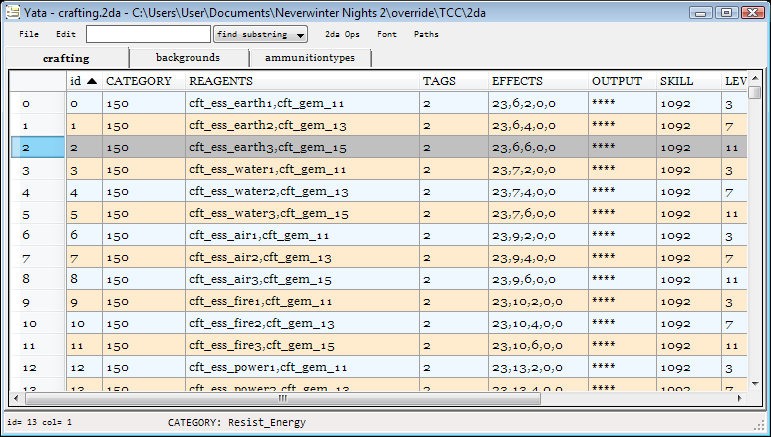 Yata - crafting.2da - C:\Users\User\Documents\Neverwinter Nights 2\override\TCC\2da
File Edit find substring 2da Ops Font Paths
crafting backgrounds ammunitiontypes
id CATEGORY REAGENTS TAGS EFFECTS OUTPUT SKILL LEV
0 0 150 cft_ess_earth1,cft_gem_11 2 23,6,2,0,0 **** 1092 3
1 1 150 cft_ess_earth2,cft_gem_13 2 23,6,4,0,0 **** 1092 7
2 2 150 cft_ess_earth3,cft_gem_15 2 23,6,6,0,0 **** 1092 11
3 3 150 cft_ess_water1,cft_gem_11 2 23,7,2,0,0 **** 1092 3
4 4 150 cft_ess_water2,cft_gem_13 2 23,7,4,0,0 **** 1092 7
5 5 150 cft_ess_water3,cft_gem_15 2 23,7,6,0,0 **** 1092 11
6 6 150 cft_ess_air1,cft_gem_11 2 23,9,2,0,0 **** 1092 3
7 7 150 cft_ess_air2,cft_gem_13 2 23,9,4,0,0 **** 1092 7
8 8 150 cft_ess_air3,cft_gem_15 2 23,9,6,0,0 **** 1092 11
9 9 150 cft_ess_fire1,cft_gem_11 2 23,10,2,0,0 **** 1092 3
10 10 150 cft_ess_fire2,cft_gem_13 2 23,10,4,0,0 **** 1092 7
11 11 150 cft_ess_fire3,cft_gem_15 2 23,10,6,0,0 **** 1092 11
12 12 150 cft_ess_power1,cft_gem_11 2 23,13,2,0,0 **** 1092 3
13 13 150 cft_ess_power2,cft_gem_13 2 23,13,4,0,0 **** 1092 7
id= 13 col= 1 CATEGORY: Resist_Energy